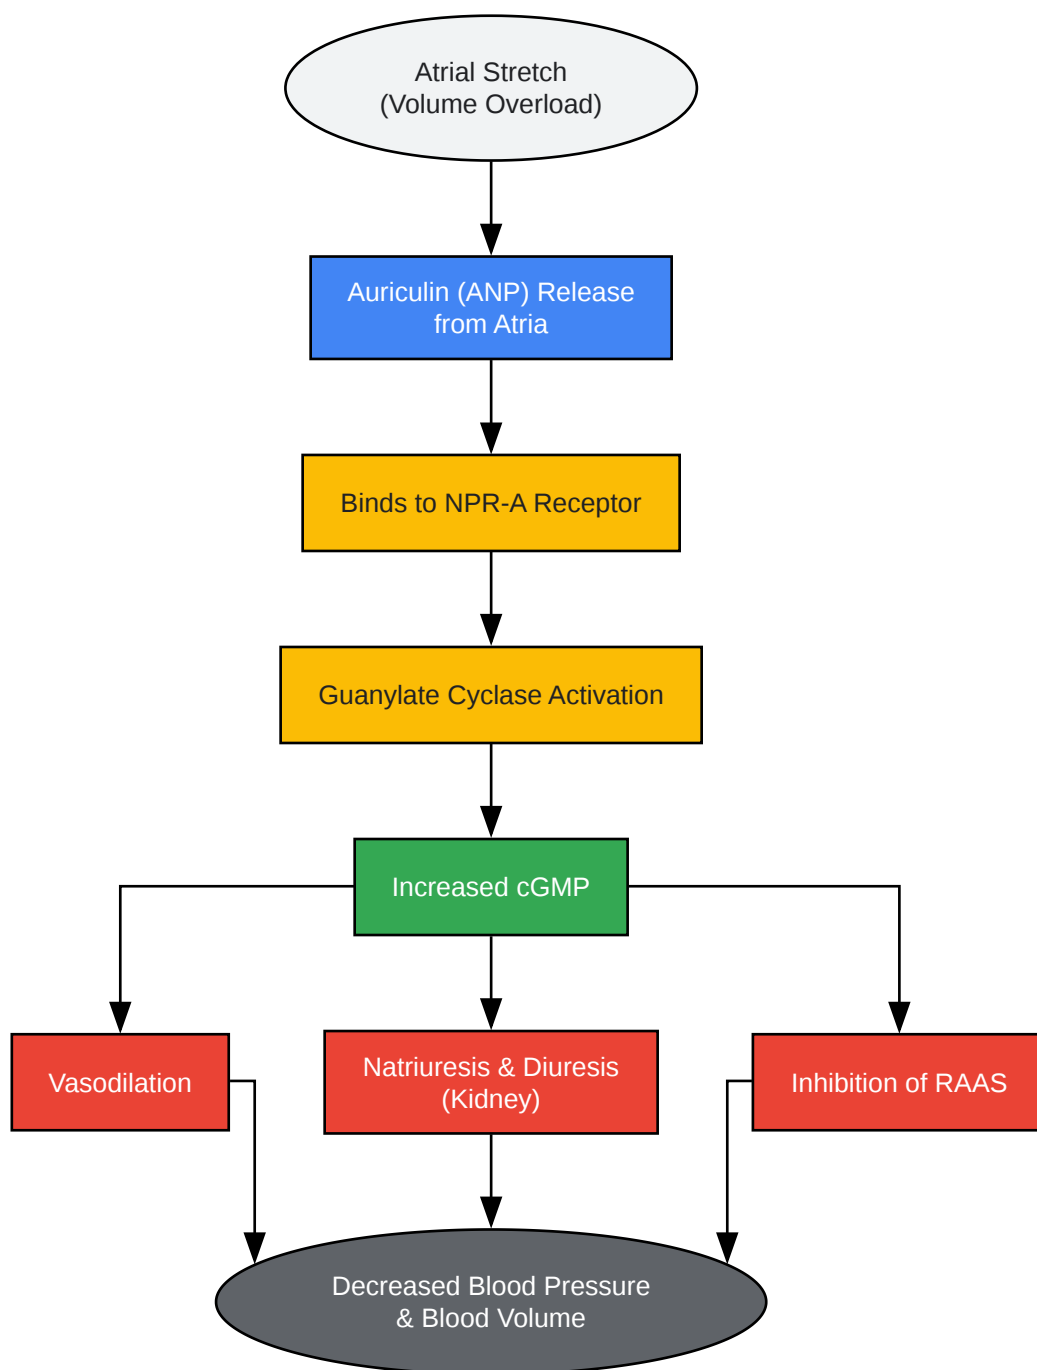 Atrial Stretch
(Volume Overload)
Auriculin (ANP) Release
from Atria
Binds to NPR-A Receptor
Guanylate Cyclase Activation
Increased cGMP
Vasodilation
Natriuresis & Diuresis
(Kidney)
Inhibition of RAAS
Decreased Blood Pressure
& Blood Volume